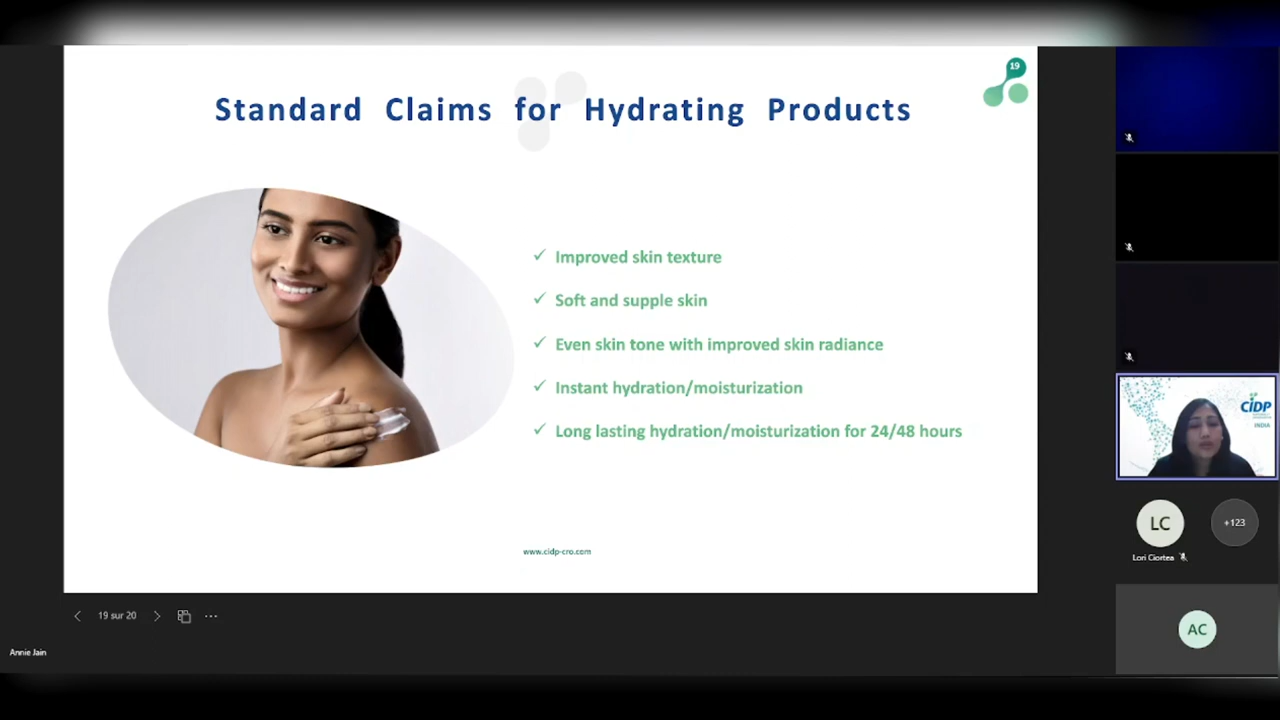 19
Standard Claims for Hydrating Products
✓ Improved skin texture
✓ Soft and supple skin
✓ Even skin tone with improved skin radiance
✓ Instant hydration/moisturization
✓ Long lasting hydration/moisturization for 24/48 hours
www.cidp-cro.com
19 sur 20
Annie Jain
CIDP
INDIA
LC
+123
Lori Ciortea
AC